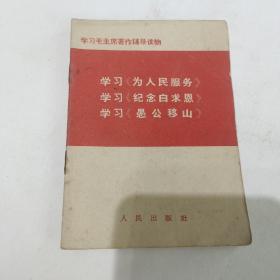 学习毛主席著作辅导读物
学习《为人民服务》
学习《纪念白求恩》
学习《愚公移山》
人民出版社